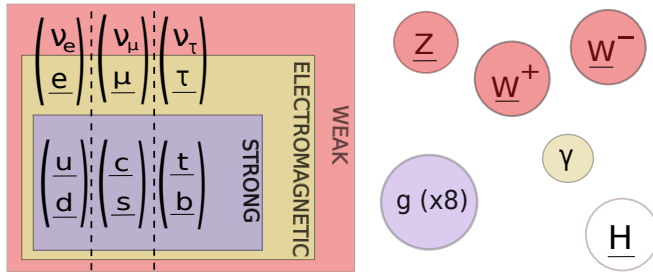 νe νμ ντ
e μ τ
u c t
d s b
STRONG
ELECTROMAGNETIC
WEAK
Z
W+
W−
γ
g (x8)
H